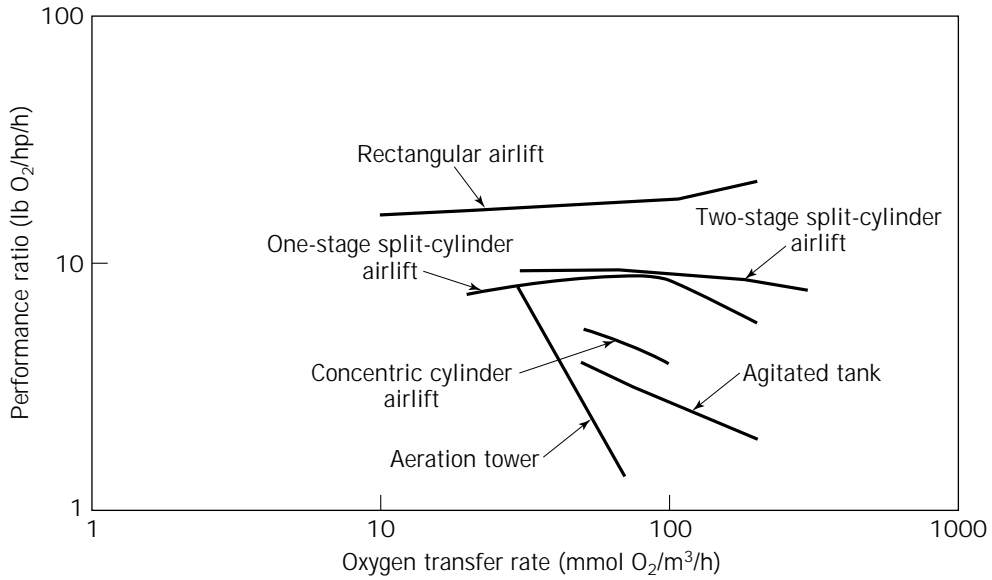 100
Rectangular airlift
Two-stage split-cylinder
airlift
One-stage split-cylinder
airlift
10
Concentric cylinder
airlift
Agitated tank
Aeration tower
1
1
10
100
1000
Performance ratio (lb O₂/hp/h)
Oxygen transfer rate (mmol O₂/m³/h)